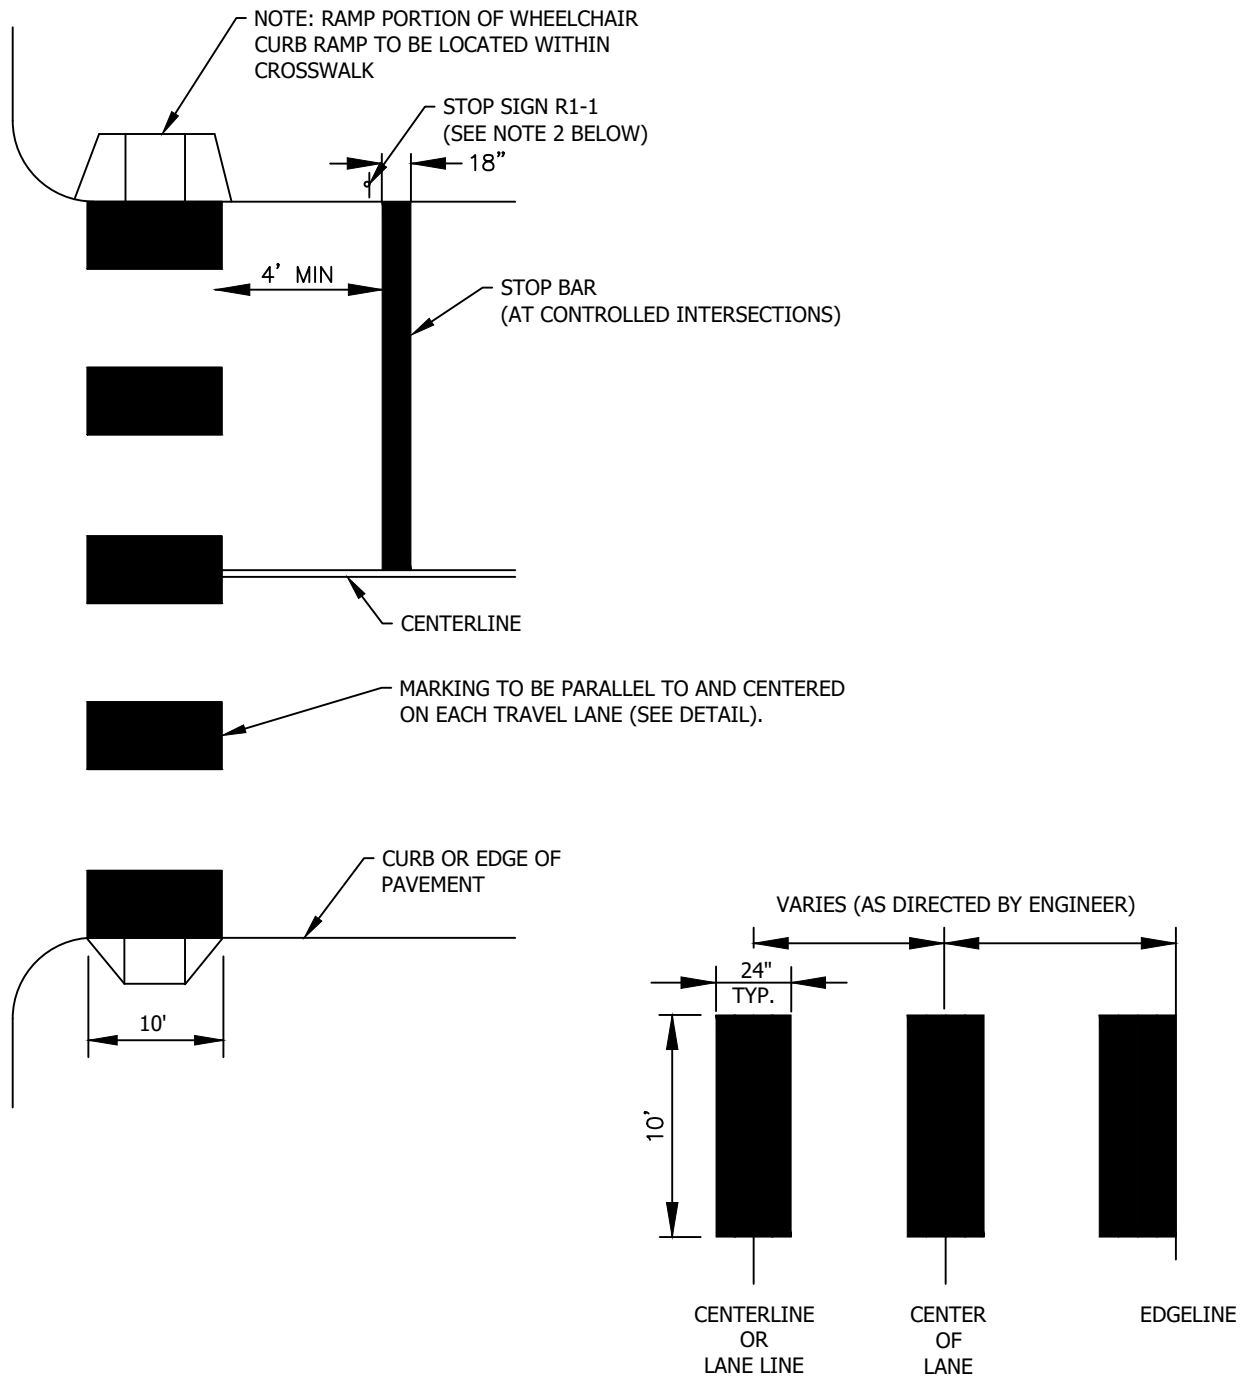 NOTE: RAMP PORTION OF WHEELCHAIR
CURB RAMP TO BE LOCATED WITHIN
CROSSWALK
STOP SIGN R1-1
(SEE NOTE 2 BELOW)
18”
4’ MIN
STOP BAR
(AT CONTROLLED INTERSECTIONS)
CENTERLINE
MARKING TO BE PARALLEL TO AND CENTERED
ON EACH TRAVEL LANE (SEE DETAIL).
CURB OR EDGE OF
PAVEMENT
10'
VARIES (AS DIRECTED BY ENGINEER)
24"
TYP.
10’
CENTERLINE
OR
LANE LINE
CENTER
OF
LANE
EDGELINE